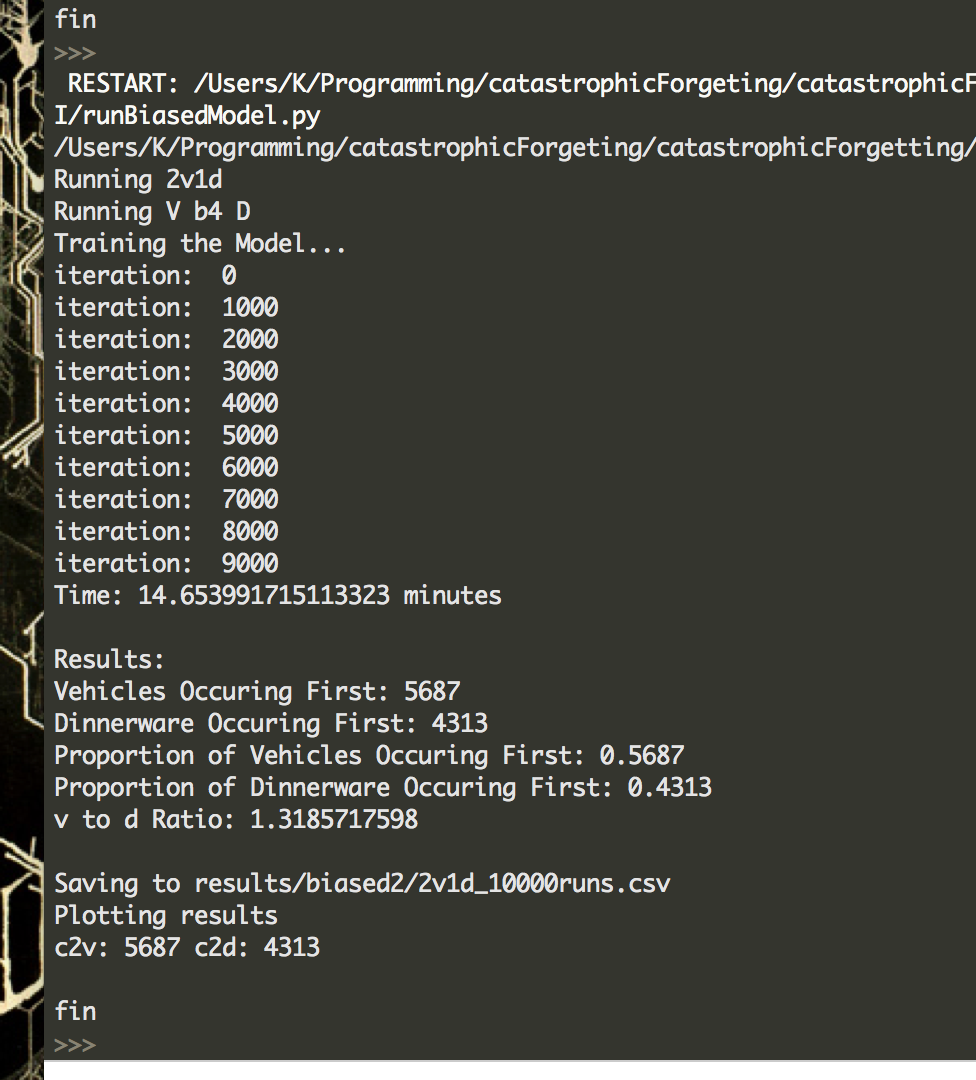 fin
>>>
 RESTART: /Users/K/Programming/catastrophicForgeting/catastrophicF
I/runBiasedModel.py
/Users/K/Programming/catastrophicForgeting/catastrophicForgetting/
Running 2v1d
Running V b4 D
Training the Model...
iteration:  0
iteration:  1000
iteration:  2000
iteration:  3000
iteration:  4000
iteration:  5000
iteration:  6000
iteration:  7000
iteration:  8000
iteration:  9000
Time: 14.653991715113323 minutes

Results:
Vehicles Occuring First: 5687
Dinnerware Occuring First: 4313
Proportion of Vehicles Occuring First: 0.5687
Proportion of Dinnerware Occuring First: 0.4313
v to d Ratio: 1.3185717598

Saving to results/biased2/2v1d_10000runs.csv
Plotting results
c2v: 5687 c2d: 4313

fin
>>>